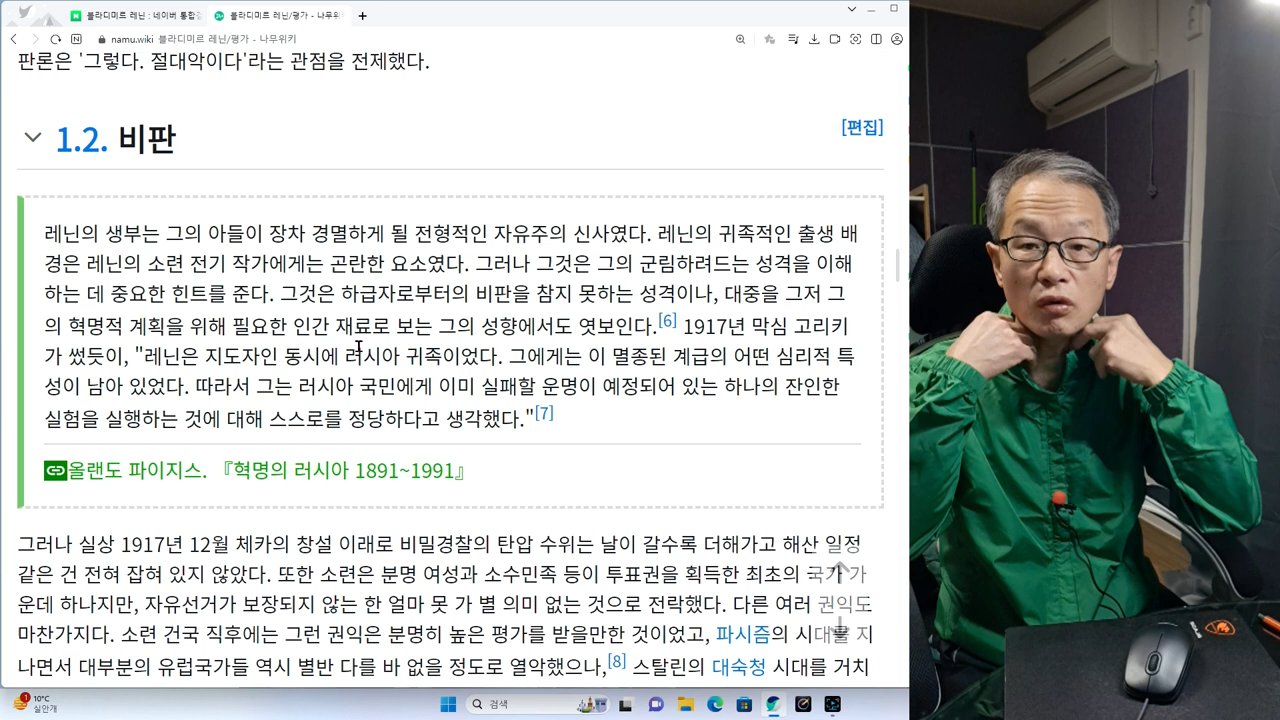 블라디미르 레닌 : 네이버 통합검
블라디미르 레닌/평가 - 나무위키
namu.wiki 블라디미르 레닌/평가 - 나무위키
판론은 '그렇다. 절대악이다'라는 관점을 전제했다.
1.2. 비판
[편집]
레닌의 생부는 그의 아들이 장차 경멸하게 될 전형적인 자유주의 신사였다. 레닌의 귀족적인 출생 배
경은 레닌의 소련 전기 작가에게는 곤란한 요소였다. 그러나 그것은 그의 군림하려드는 성격을 이해
하는 데 중요한 힌트를 준다. 그것은 하급자로부터의 비판을 참지 못하는 성격이나, 대중을 그저 그
의 혁명적 계획을 위해 필요한 인간 재료로 보는 그의 성향에서도 엿보인다.[6] 1917년 막심 고리키
가 썼듯이, "레닌은 지도자인 동시에 러시아 귀족이었다. 그에게는 이 멸종된 계급의 어떤 심리적 특
성이 남아 있었다. 따라서 그는 러시아 국민에게 이미 실패할 운명이 예정되어 있는 하나의 잔인한
실험을 실행하는 것에 대해 스스로를 정당하다고 생각했다."[7]
올랜도 파이지스. 『혁명의 러시아 1891~1991』
그러나 실상 1917년 12월 체카의 창설 이래로 비밀경찰의 탄압 수위는 날이 갈수록 더해가고 해산 일정
같은 건 전혀 잡혀 있지 않았다. 또한 소련은 분명 여성과 소수민족 등이 투표권을 획득한 최초의 국가 가
운데 하나지만, 자유선거가 보장되지 않는 한 얼마 못 가 별 의미 없는 것으로 전락했다. 다른 여러 권익도
마찬가지다. 소련 건국 직후에는 그런 권익은 분명히 높은 평가를 받을만한 것이었고, 파시즘의 시대를 지
나면서 대부분의 유럽국가들 역시 별반 다를 바 없을 정도로 열악했으나,[8] 스탈린의 대숙청 시대를 거치
1
10°C
실안개
검색